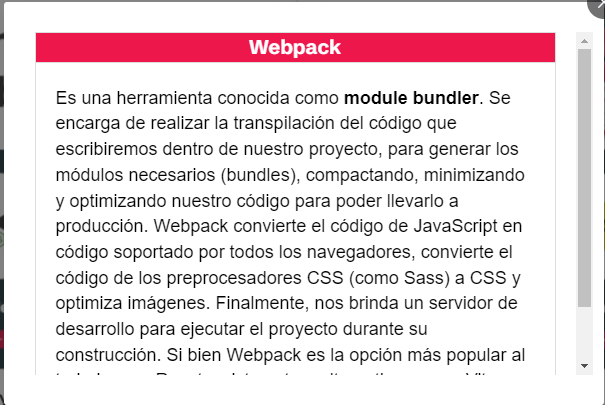 Webpack
Es una herramienta conocida como module bundler. Se
encarga de realizar la transpilación del código que
escribiremos dentro de nuestro proyecto, para generar los
módulos necesarios (bundles), compactando, minimizando
y optimizando nuestro código para poder llevarlo a
producción. Webpack convierte el código de JavaScript en
código soportado por todos los navegadores, convierte el
código de los preprocesadores CSS (como Sass) a CSS y
optimiza imágenes. Finalmente, nos brinda un servidor de
desarrollo para ejecutar el proyecto durante su
construcción. Si bien Webpack es la opción más popular al